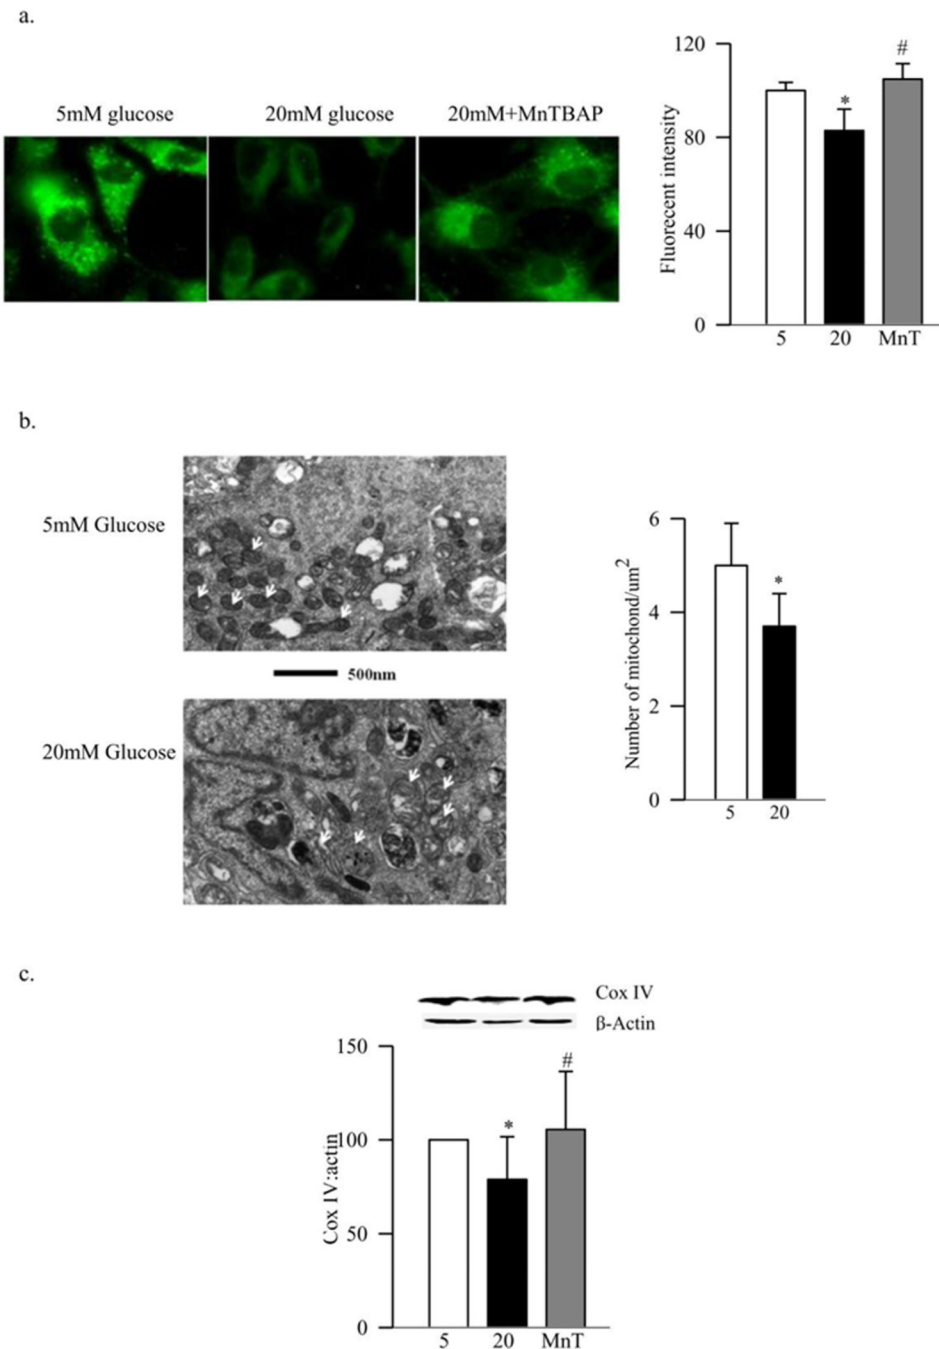 a.
5mM glucose 20mM glucose 20mM+MnTBAP
Fluorecent intensity
120
80
40
0
*
#
5 20 MnT
b.
5mM Glucose
500nm
20mM Glucose
Number of mitochond/um²
6
4
2
0
*
5 20
c.
Cox IV
β-Actin
Cox IV:actin
150
100
50
0
*
#
5 20 MnT